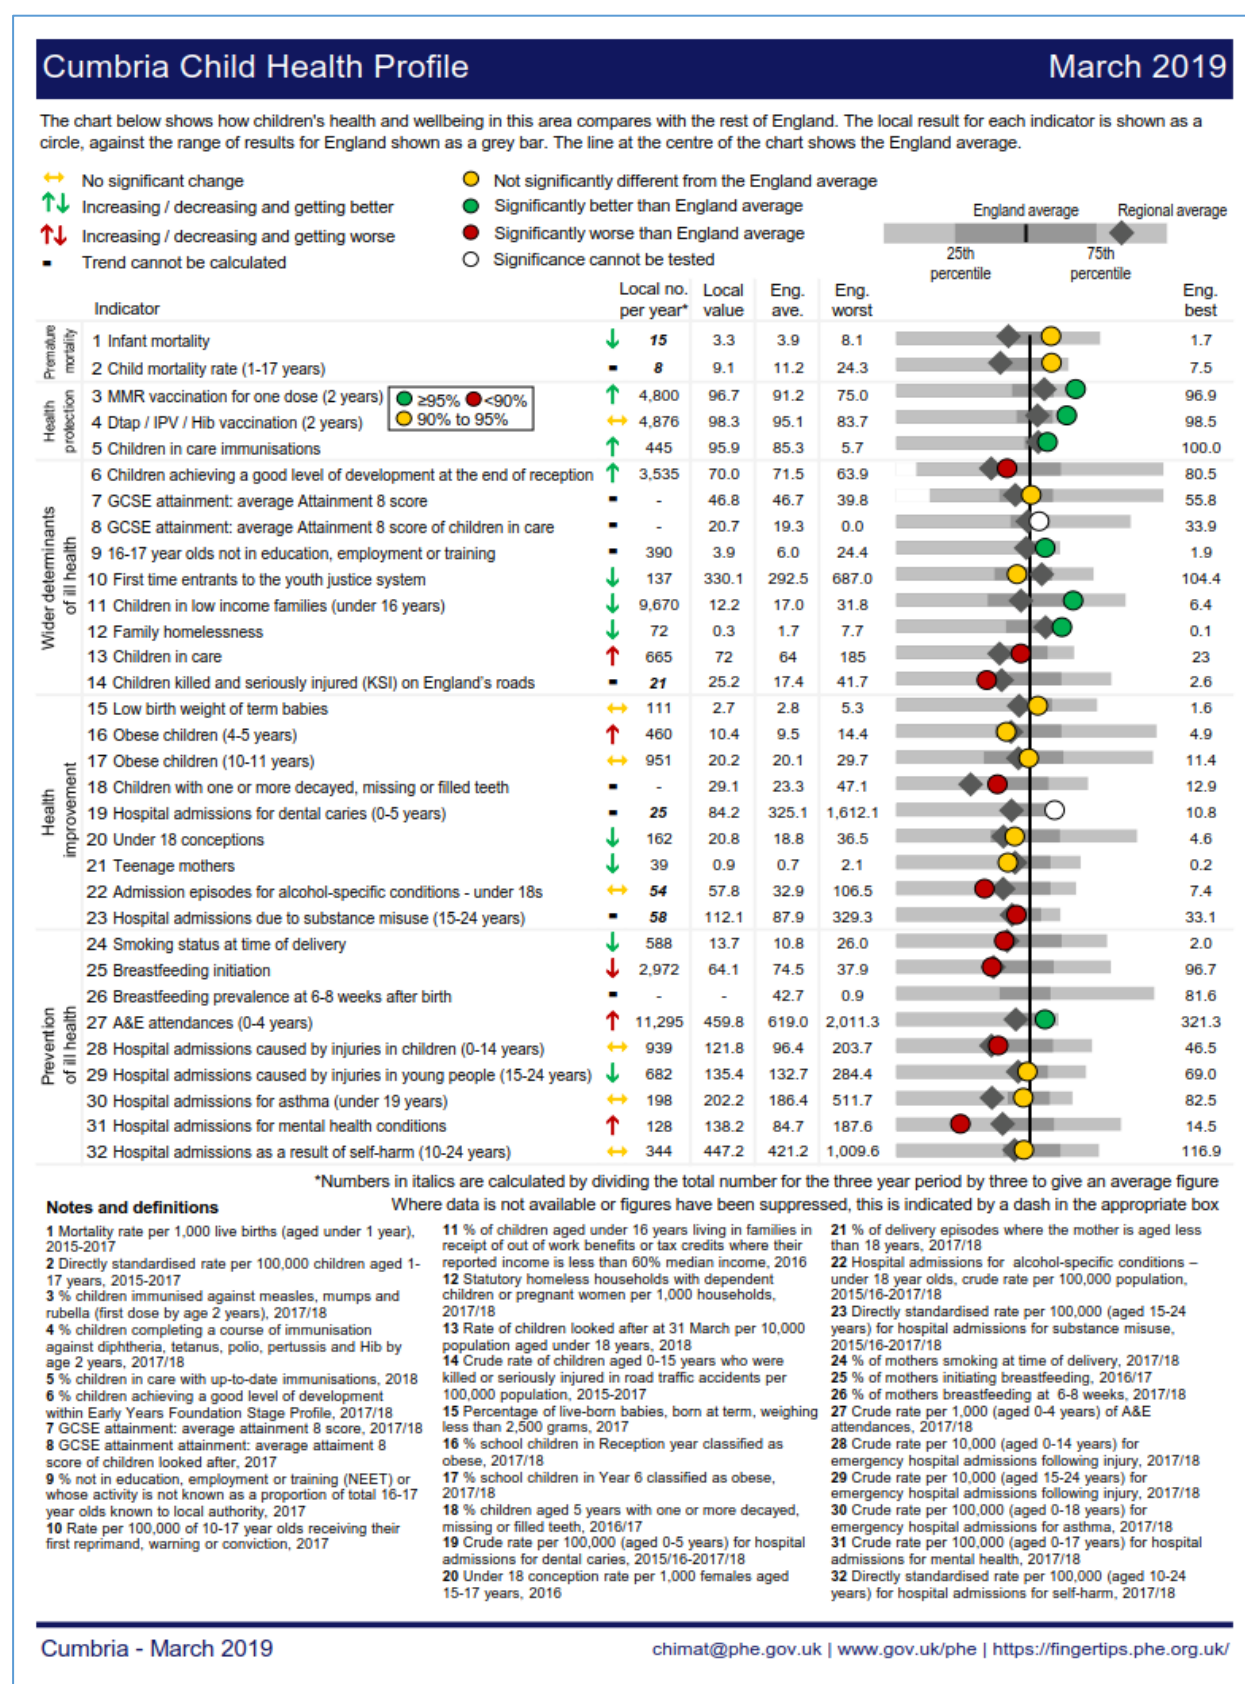 Cumbria Child Health Profile March 2019
The chart below shows how children's health and wellbeing in this area compares with the rest of England. The local result for each indicator is shown as a
circle, against the range of results for England shown as a grey bar. The line at the centre of the chart shows the England average.
No significant change
Increasing / decreasing and getting better
Increasing / decreasing and getting worse
Trend cannot be calculated
Not significantly different from the England average
Significantly better than England average
Significantly worse than England average
Significance cannot be tested
England average Regional average
25th percentile 75th percentile
Indicator Local no. per year* Local value Eng. ave. Eng. worst Eng. best
Premature mortality
1 Infant mortality 15 3.3 3.9 8.1 1.7
2 Child mortality rate (1-17 years) - 8 9.1 11.2 24.3 7.5
Health protection
3 MMR vaccination for one dose (2 years) 4,800 96.7 91.2 75.0 96.9
≥95% <90%
90% to 95%
4 Dtap / IPV / Hib vaccination (2 years) 4,876 98.3 95.1 83.7 98.5
5 Children in care immunisations 445 95.9 85.3 5.7 100.0
Wider determinants of ill health
6 Children achieving a good level of development at the end of reception 3,535 70.0 71.5 63.9 80.5
7 GCSE attainment: average Attainment 8 score - - 46.8 46.7 39.8 55.8
8 GCSE attainment: average Attainment 8 score of children in care - - 20.7 19.3 0.0 33.9
9 16-17 year olds not in education, employment or training - 390 3.9 6.0 24.4 1.9
10 First time entrants to the youth justice system 137 330.1 292.5 687.0 104.4
11 Children in low income families (under 16 years) 9,670 12.2 17.0 31.8 6.4
12 Family homelessness 72 0.3 1.7 7.7 0.1
13 Children in care 665 72 64 185 23
14 Children killed and seriously injured (KSI) on England's roads - 21 25.2 17.4 41.7 2.6
Health improvement
15 Low birth weight of term babies 111 2.7 2.8 5.3 1.6
16 Obese children (4-5 years) 460 10.4 9.5 14.4 4.9
17 Obese children (10-11 years) 951 20.2 20.1 29.7 11.4
18 Children with one or more decayed, missing or filled teeth - - 29.1 23.3 47.1 12.9
19 Hospital admissions for dental caries (0-5 years) - 25 84.2 325.1 1,612.1 10.8
20 Under 18 conceptions 162 20.8 18.8 36.5 4.6
21 Teenage mothers 39 0.9 0.7 2.1 0.2
22 Admission episodes for alcohol-specific conditions - under 18s 54 57.8 32.9 106.5 7.4
23 Hospital admissions due to substance misuse (15-24 years) - 58 112.1 87.9 329.3 33.1
Prevention of ill health
24 Smoking status at time of delivery 588 13.7 10.8 26.0 2.0
25 Breastfeeding initiation 2,972 64.1 74.5 37.9 96.7
26 Breastfeeding prevalence at 6-8 weeks after birth - - - 42.7 0.9 81.6
27 A&E attendances (0-4 years) 11,295 459.8 619.0 2,011.3 321.3
28 Hospital admissions caused by injuries in children (0-14 years) 939 121.8 96.4 203.7 46.5
29 Hospital admissions caused by injuries in young people (15-24 years) 682 135.4 132.7 284.4 69.0
30 Hospital admissions for asthma (under 19 years) 198 202.2 186.4 511.7 82.5
31 Hospital admissions for mental health conditions 128 138.2 84.7 187.6 14.5
32 Hospital admissions as a result of self-harm (10-24 years) 344 447.2 421.2 1,009.6 116.9
*Numbers in italics are calculated by dividing the total number for the three year period by three to give an average figure
Where data is not available or figures have been suppressed, this is indicated by a dash in the appropriate box
Notes and definitions
1 Mortality rate per 1,000 live births (aged under 1 year),
2015-2017
2 Directly standardised rate per 100,000 children aged 1-
17 years, 2015-2017
3 % children immunised against measles, mumps and
rubella (first dose by age 2 years), 2017/18
4 % children completing a course of immunisation
against diphtheria, tetanus, polio, pertussis and Hib by
age 2 years, 2017/18
5 % children in care with up-to-date immunisations, 2018
6 % children achieving a good level of development
within Early Years Foundation Stage Profile, 2017/18
7 GCSE attainment: average attainment 8 score, 2017/18
8 GCSE attainment attainment: average attaiment 8
score of children looked after, 2017
9 % not in education, employment or training (NEET) or
whose activity is not known as a proportion of total 16-17
year olds known to local authority, 2017
10 Rate per 100,000 of 10-17 year olds receiving their
first reprimand, warning or conviction, 2017
11 % of children aged under 16 years living in families in
receipt of out of work benefits or tax credits where their
reported income is less than 60% median income, 2016
12 Statutory homeless households with dependent
children or pregnant women per 1,000 households,
2017/18
13 Rate of children looked after at 31 March per 10,000
population aged under 18 years, 2018
14 Crude rate of children aged 0-15 years who were
killed or seriously injured in road traffic accidents per
100,000 population, 2015-2017
15 Percentage of live-born babies, born at term, weighing
less than 2,500 grams, 2017
16 % school children in Reception year classified as
obese, 2017/18
17 % school children in Year 6 classified as obese,
2017/18
18 % children aged 5 years with one or more decayed,
missing or filled teeth, 2016/17
19 Crude rate per 100,000 (aged 0-5 years) for hospital
admissions for dental caries, 2015/16-2017/18
20 Under 18 conception rate per 1,000 females aged
15-17 years, 2016
21 % of delivery episodes where the mother is aged less
than 18 years, 2017/18
22 Hospital admissions for alcohol-specific conditions –
under 18 year olds, crude rate per 100,000 population,
2015/16-2017/18
23 Directly standardised rate per 100,000 (aged 15-24
years) for hospital admissions for substance misuse,
2015/16-2017/18
24 % of mothers smoking at time of delivery, 2017/18
25 % of mothers initiating breastfeeding, 2016/17
26 % of mothers breastfeeding at 6-8 weeks, 2017/18
27 Crude rate per 1,000 (aged 0-4 years) of A&E
attendances, 2017/18
28 Crude rate per 10,000 (aged 0-14 years) for
emergency hospital admissions following injury, 2017/18
29 Crude rate per 10,000 (aged 15-24 years) for
emergency hospital admissions following injury, 2017/18
30 Crude rate per 100,000 (aged 0-18 years) for
emergency hospital admissions for asthma, 2017/18
31 Crude rate per 100,000 (aged 0-17 years) for hospital
admissions for mental health, 2017/18
32 Directly standardised rate per 100,000 (aged 10-24
years) for hospital admissions for self-harm, 2017/18
Cumbria - March 2019 chimat@phe.gov.uk | www.gov.uk/phe | https://fingertips.phe.org.uk/